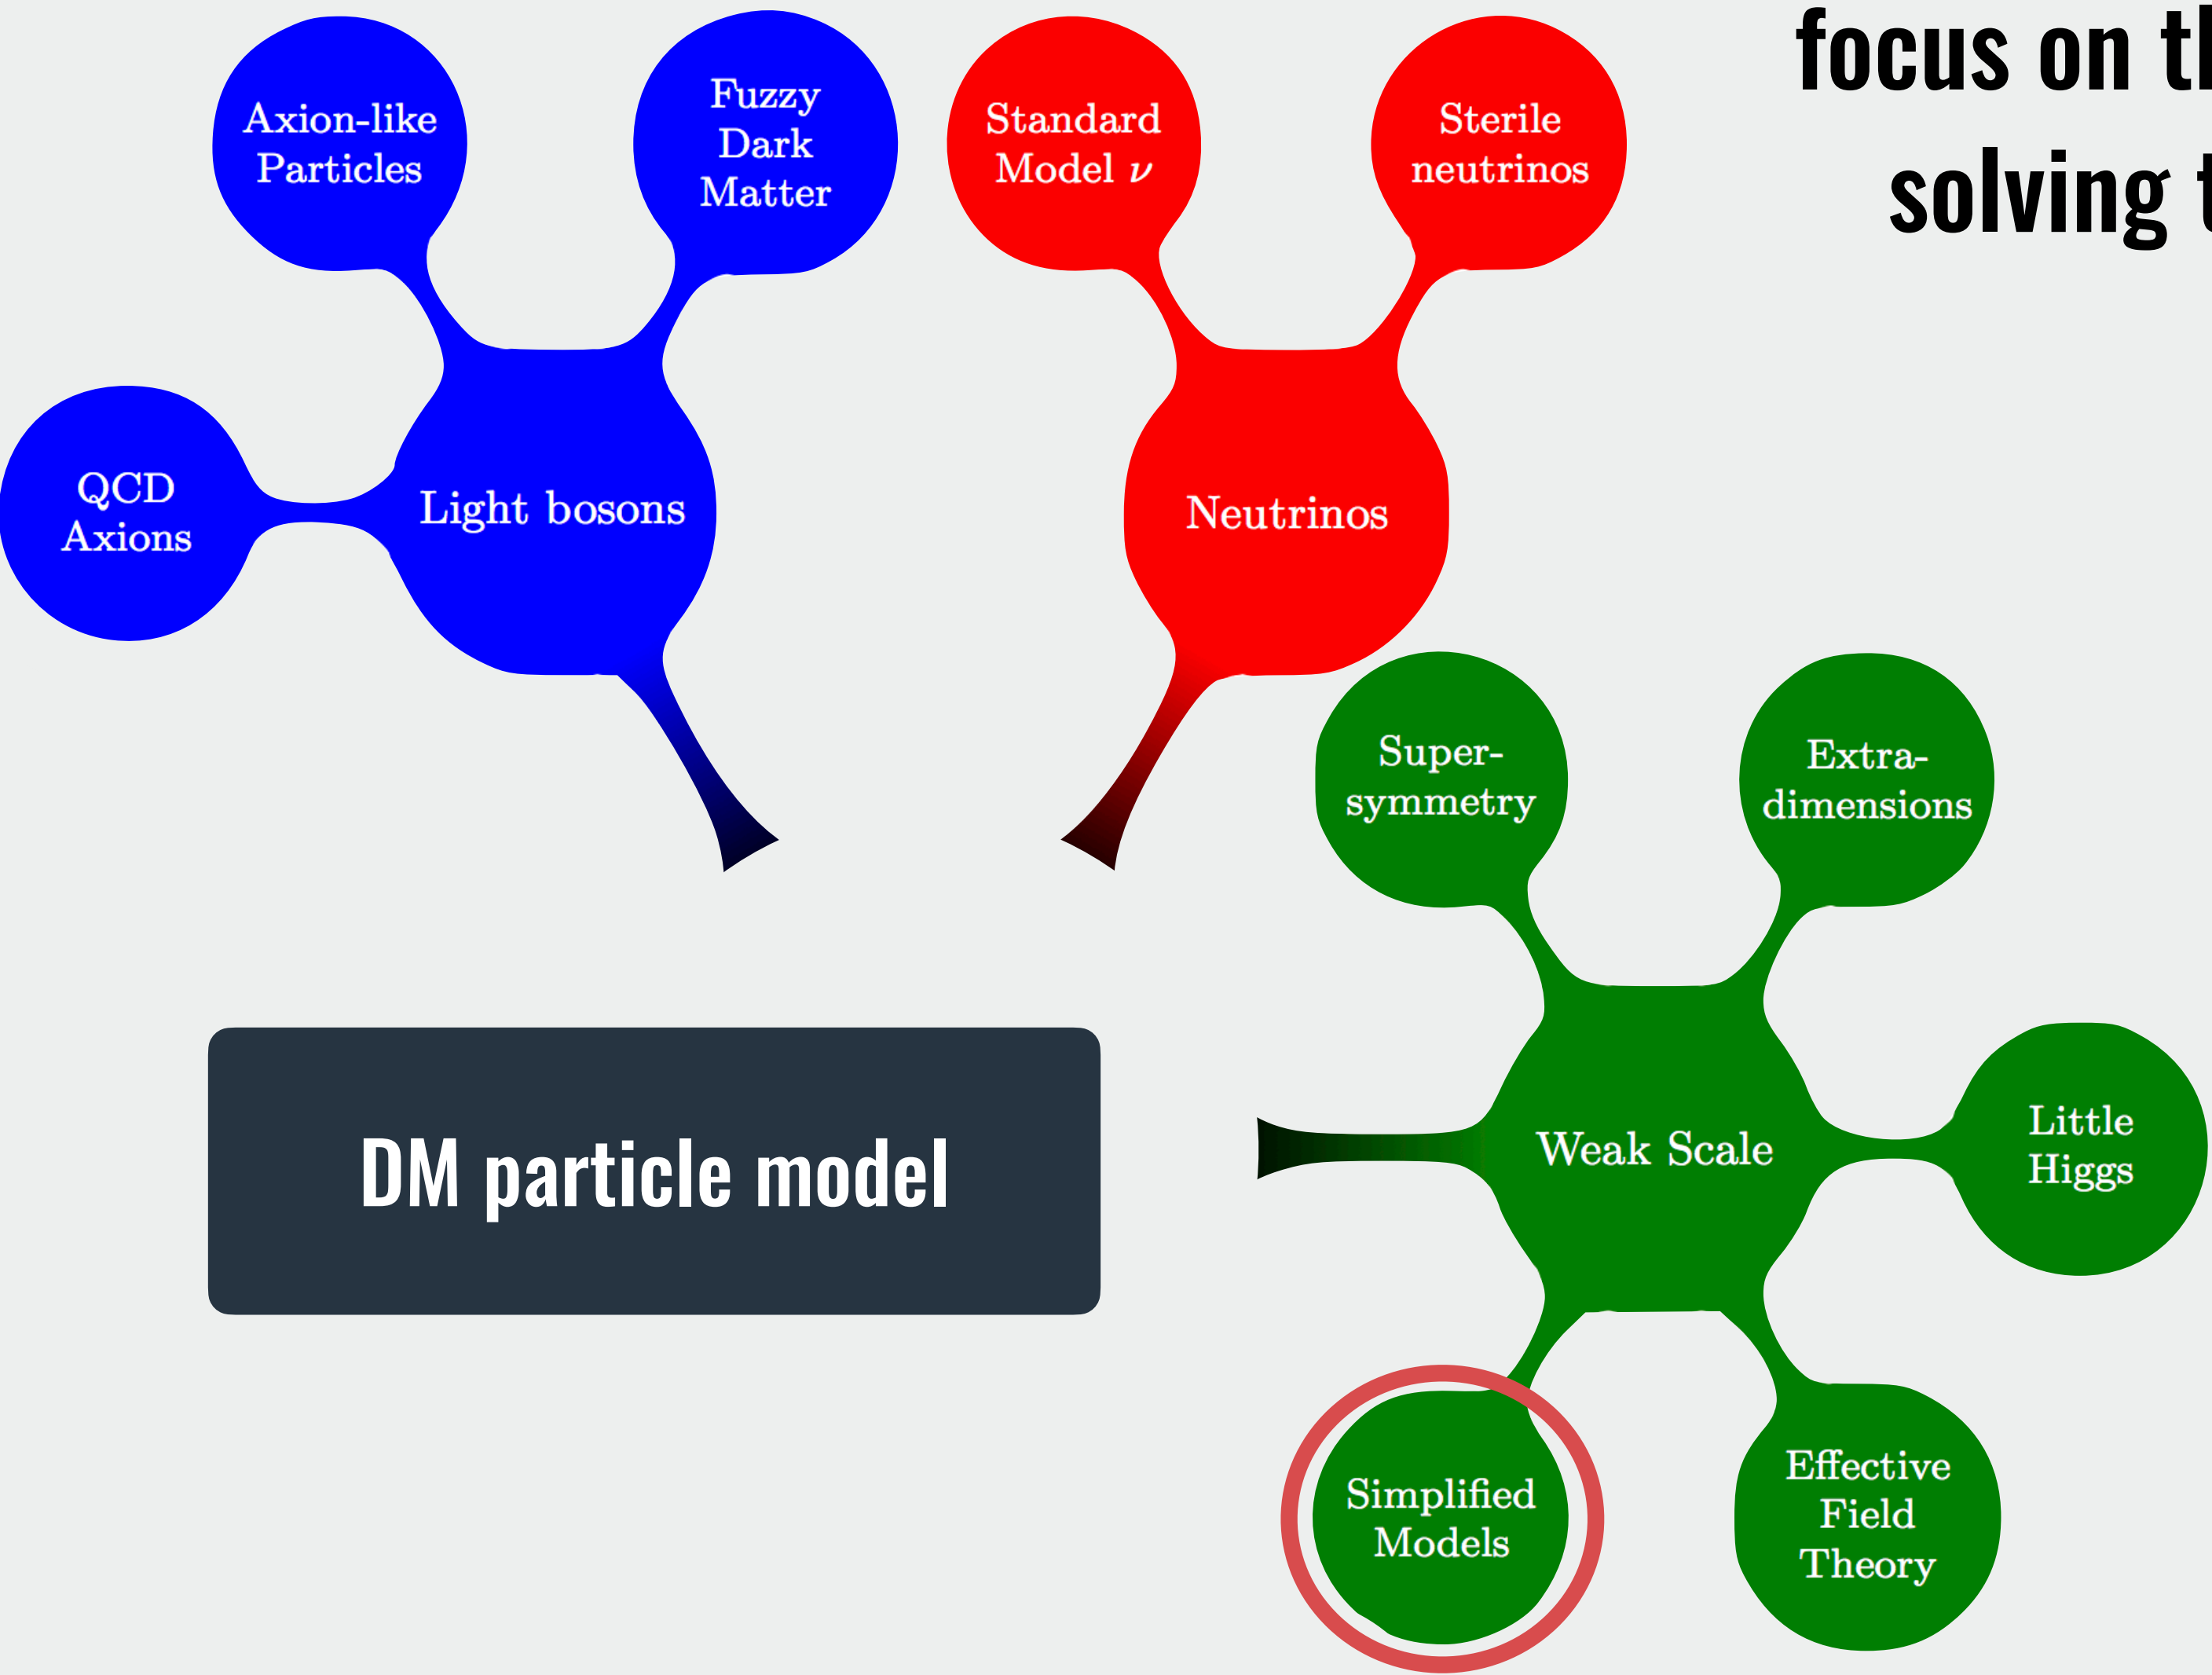 focus on
solving
Axion-like
Particles
Fuzzy
Dark
Matter
Standard
Model ν
Sterile
neutrinos
QCD
Axions
Light bosons
Neutrinos
Super-
symmetry
Extra-
dimensions
Weak Scale
Little
Higgs
DM particle model
Simplified
Models
Effective
Field
Theory